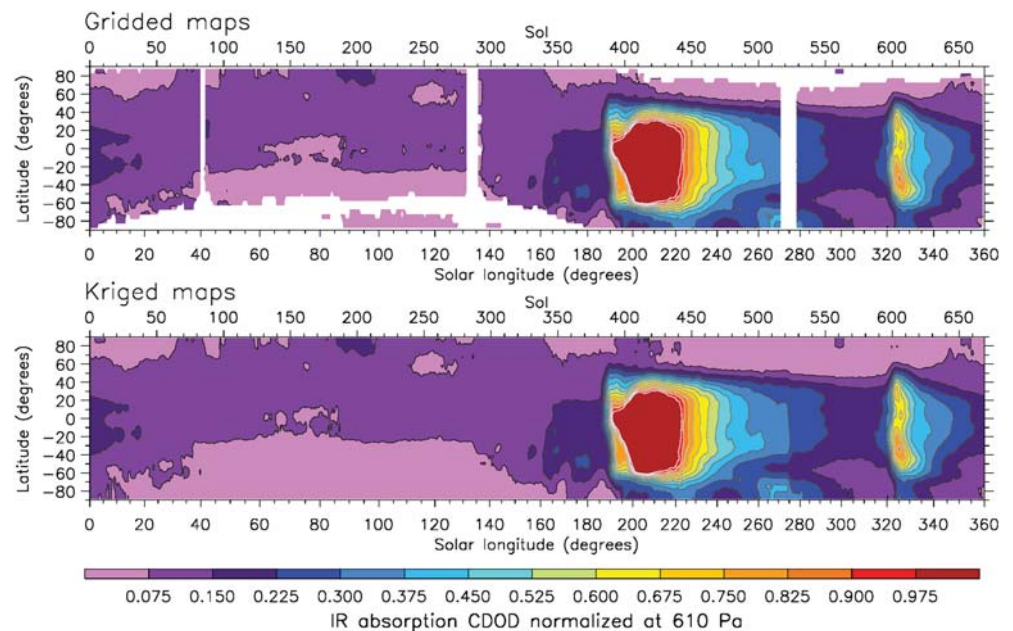 Gridded maps
Sol
0 50 100 150 200 250 300 350 400 450 500 550 600 650
Latitude (degrees)
80
60
40
20
0
−20
−40
−60
−80
0 20 40 60 80 100 120 140 160 180 200 220 240 260 280 300 320 340 360
Solar longitude (degrees)
Kriged maps
Sol
0 50 100 150 200 250 300 350 400 450 500 550 600 650
Latitude (degrees)
80
60
40
20
0
−20
−40
−60
−80
0 20 40 60 80 100 120 140 160 180 200 220 240 260 280 300 320 340 360
Solar longitude (degrees)
0.075 0.150 0.225 0.300 0.375 0.450 0.525 0.600 0.675 0.750 0.825 0.900 0.975
IR absorption CDOD normalized at 610 Pa